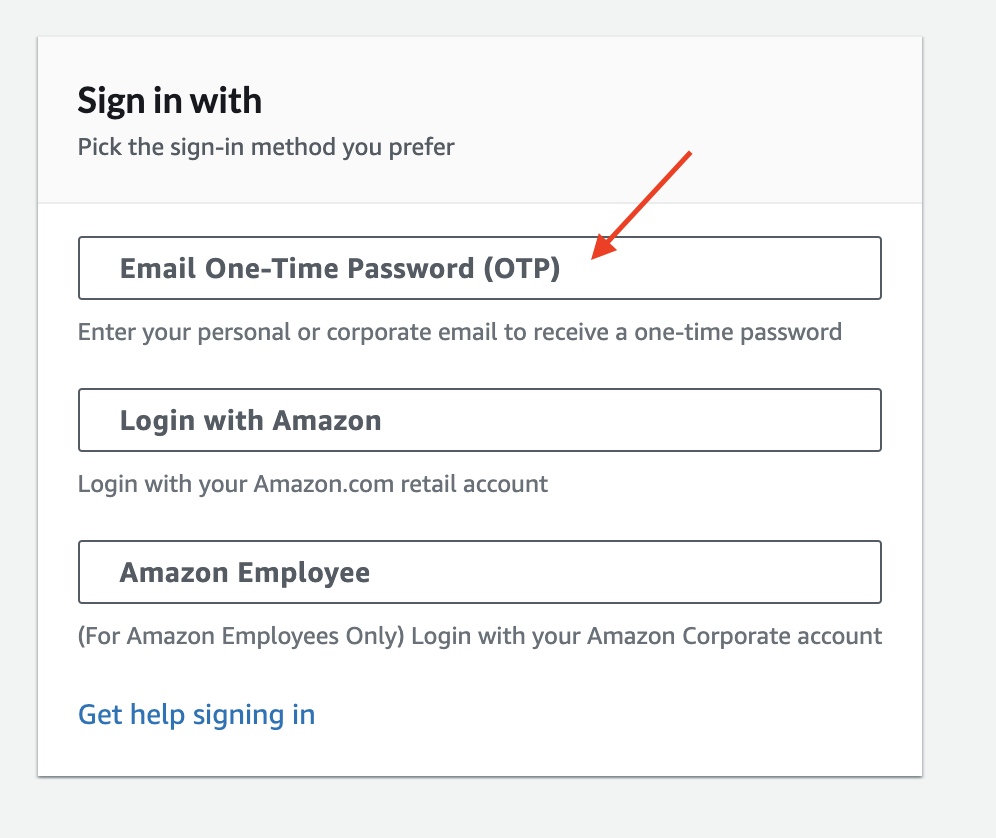 Sign in with
Pick the sign-in method you prefer
Email One-Time Password (OTP)
Enter your personal or corporate email to receive a one-time password
Login with Amazon
Login with your Amazon.com retail account
Amazon Employee
(For Amazon Employees Only) Login with your Amazon Corporate account
Get help signing in